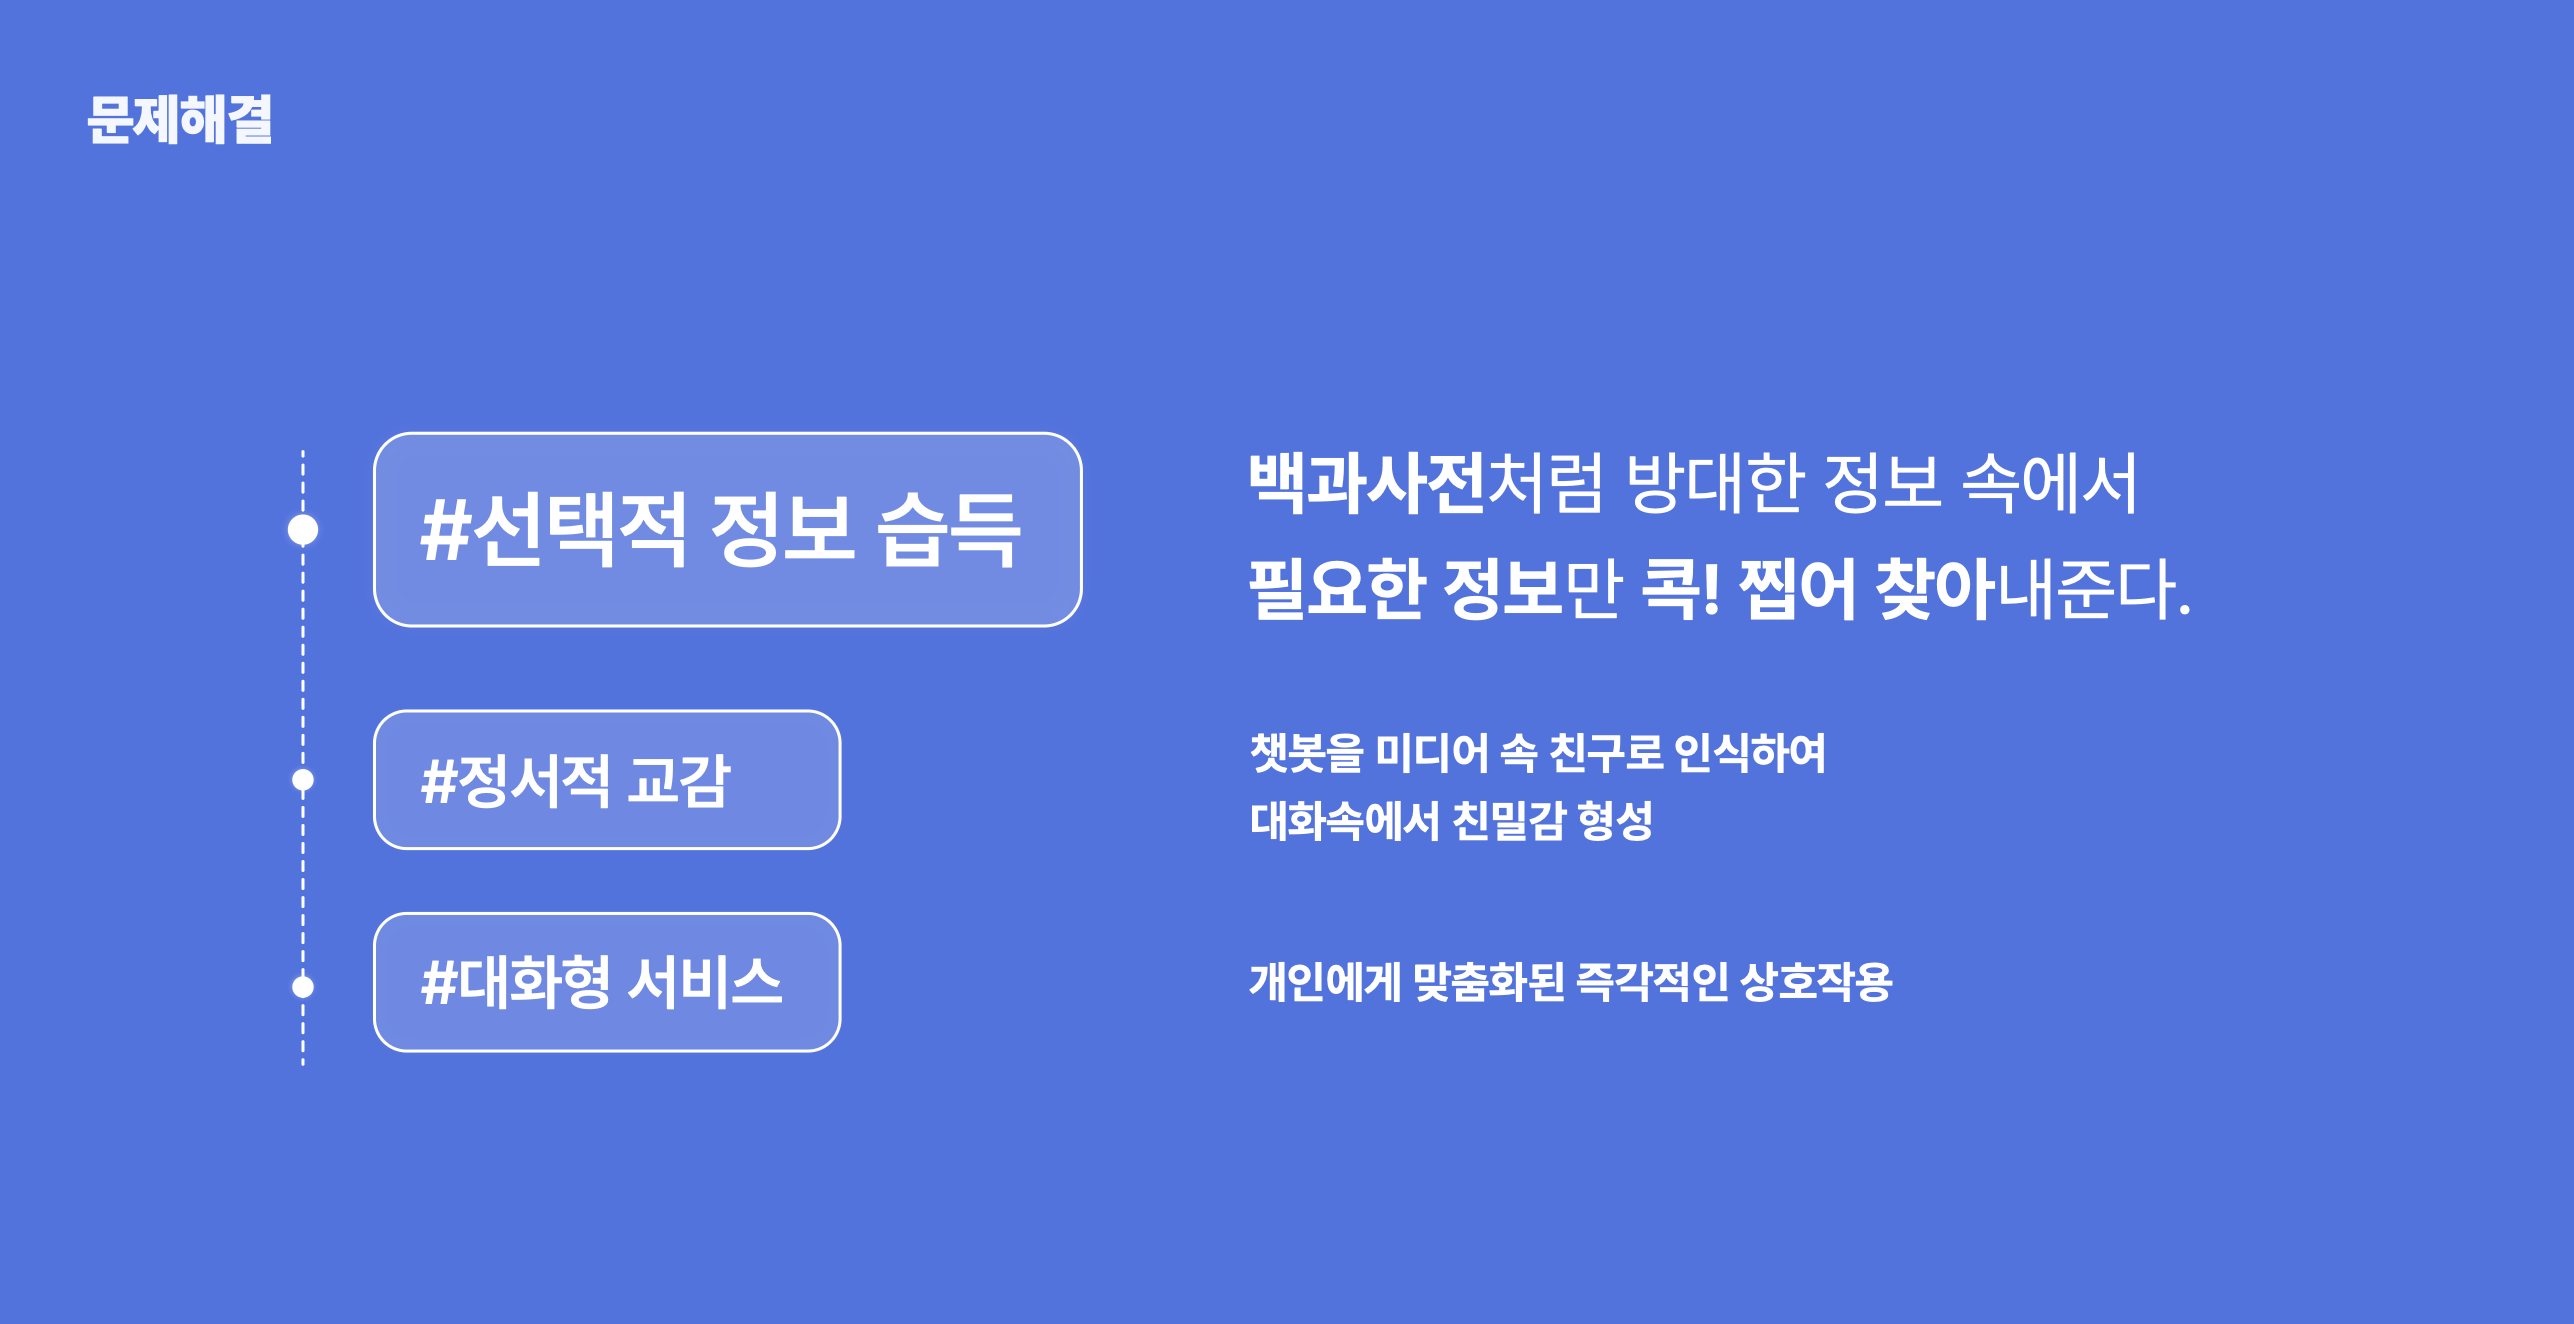 문제해결
#선택적 정보 습득
백과사전처럼 방대한 정보 속에서
필요한 정보만 콕! 찝어 찾아내준다.
#정서적 교감
챗봇을 미디어 속 친구로 인식하여
대화속에서 친밀감 형성
#대화형 서비스
개인에게 맞춤화된 즉각적인 상호작용